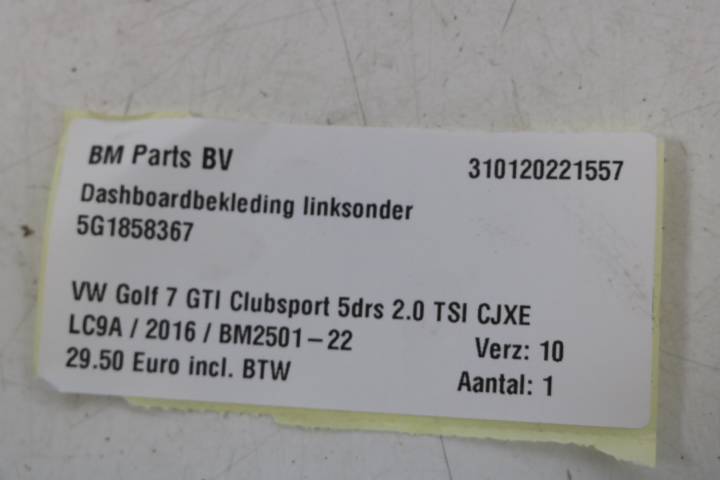 BM Parts BV 310120221557
Dashboardbekleding linksonder
5G1858367
VW Golf 7 GTI Clubsport 5drs 2.0 TSI CJXE
LC9A / 2016 / BM2501-22 Verz: 10
29.50 Euro incl. BTW Aantal: 1